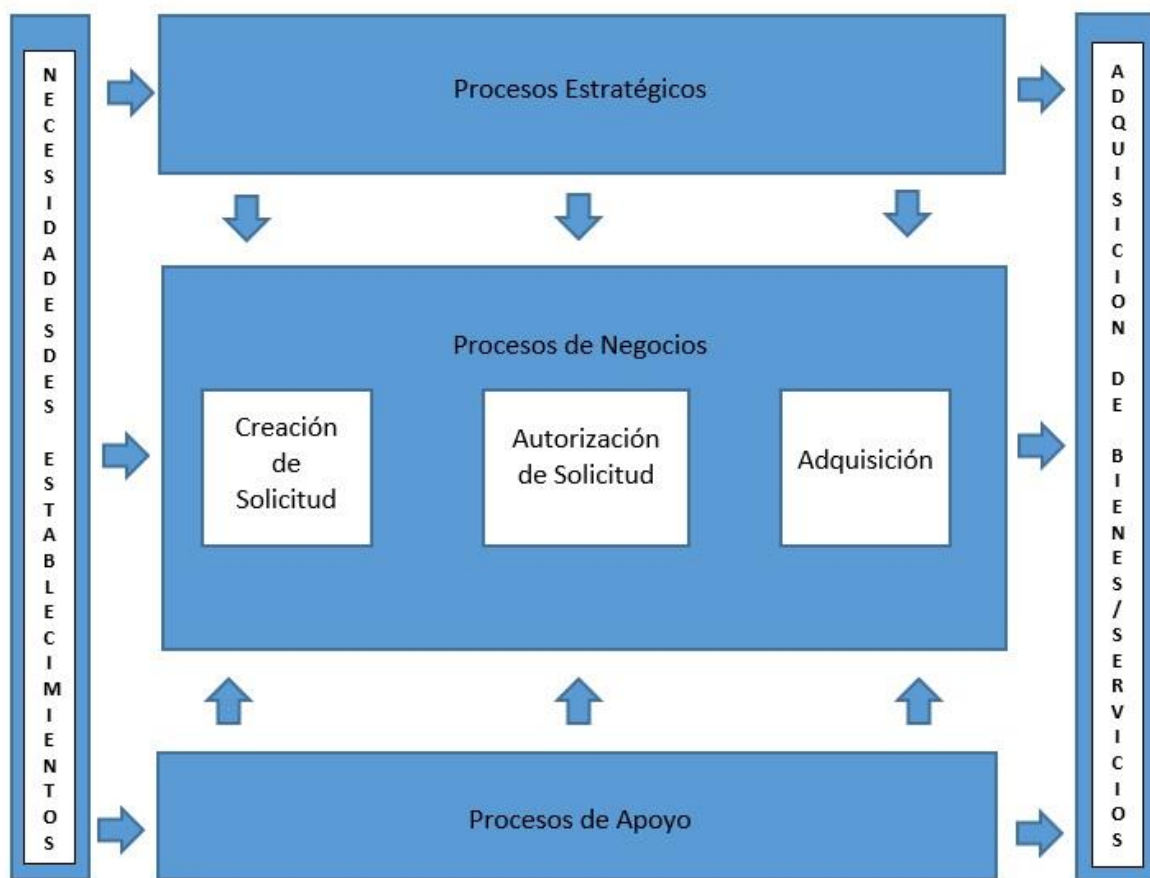 NECESIDADESDES ESTABLECIMIENTOS
Procesos Estratégicos
Procesos de Negocios
Creación
de
Solicitud
Autorización
de Solicitud
Adquisición
Procesos de Apoyo
ADQUISICION DE BIENES/SERVICIOS